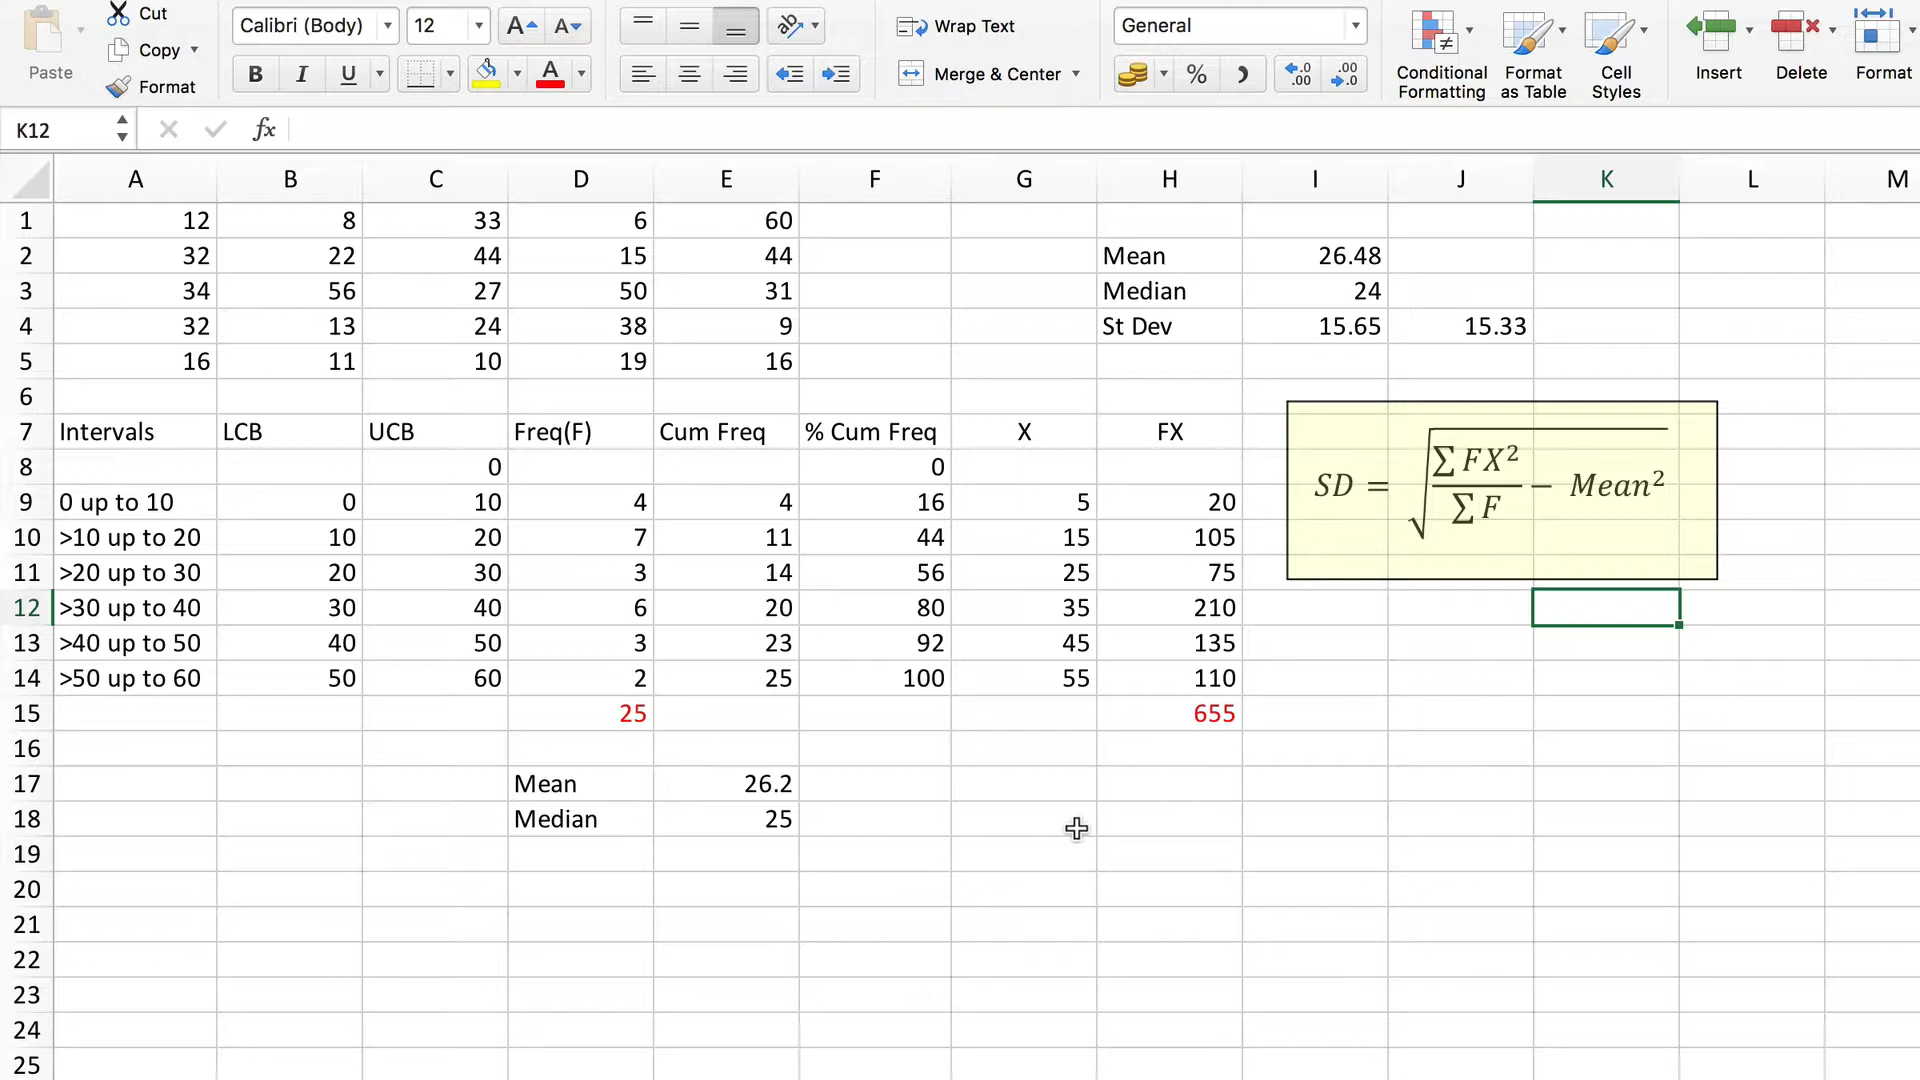 Cut
Calibri (Body) 12 A A Wrap Text General
Copy
Paste Format B I U A Merge & Center % .0 .00 .00 .0 Conditional Formatting Format as Table Cell Styles Insert Delete Format
K12 fx
A B C D E F G H I J K L M
1 12 8 33 6 60
2 32 22 44 15 44 Mean 26.48
3 34 56 27 50 31 Median 24
4 32 13 24 38 9 St Dev 15.65 15.33
5 16 11 10 19 16
6
7 Intervals LCB UCB Freq(F) Cum Freq % Cum Freq X FX
8 0 0
9 0 up to 10 0 10 4 4 16 5 20
10 >10 up to 20 10 20 7 11 44 15 105
11 >20 up to 30 20 30 3 14 56 25 75
12 >30 up to 40 30 40 6 20 80 35 210
13 >40 up to 50 40 50 3 23 92 45 135
14 >50 up to 60 50 60 2 25 100 55 110
15 25 655
16
17 Mean 26.2
18 Median 25
19
20
21
22
23
24
25
SD = √(∑ FX² / ∑ F − Mean²)